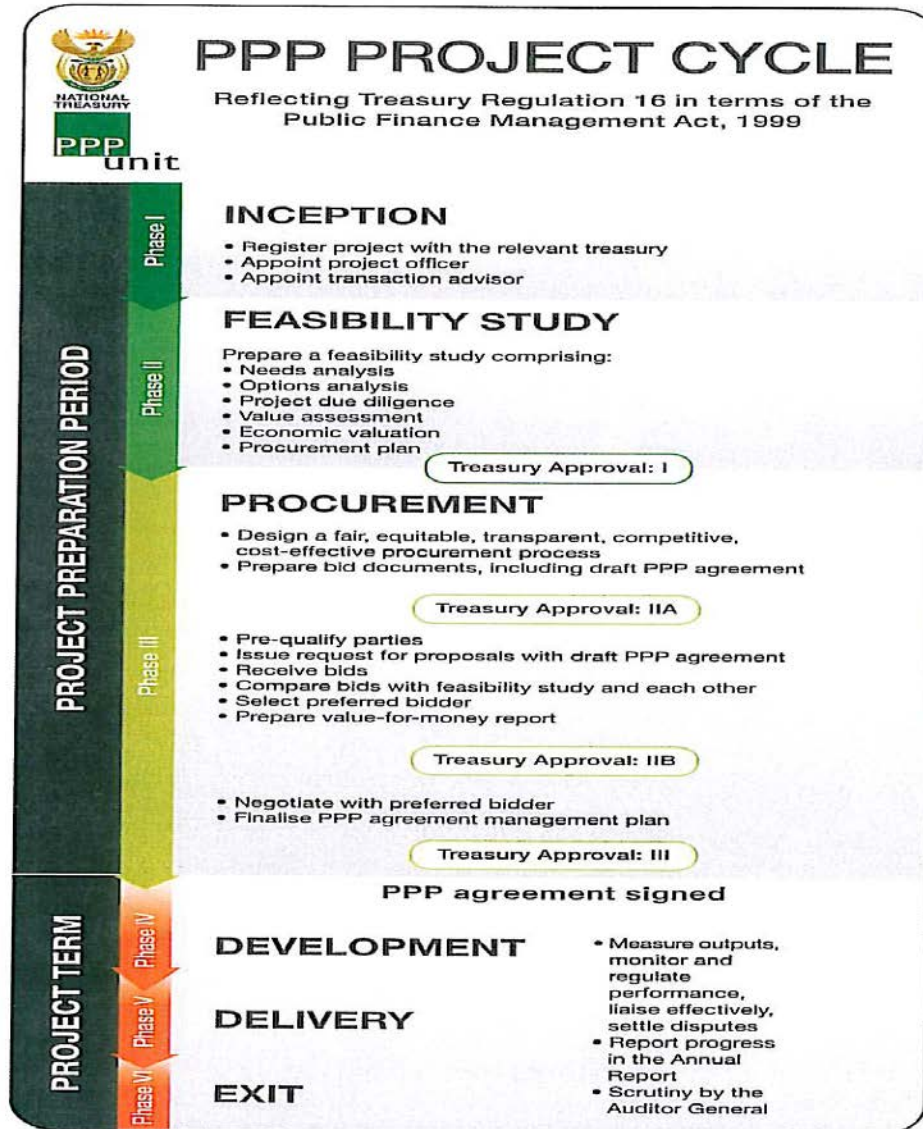 NATIONAL
TREASURY
PPP
unit
PPP PROJECT CYCLE
Reflecting Treasury Regulation 16 in terms of the
Public Finance Management Act, 1999
PROJECT PREPARATION PERIOD
Phase I
INCEPTION
• Register project with the relevant treasury
• Appoint project officer
• Appoint transaction advisor
Phase II
FEASIBILITY STUDY
Prepare a feasibility study comprising:
• Needs analysis
• Options analysis
• Project due diligence
• Value assessment
• Economic valuation
• Procurement plan
Treasury Approval: I
Phase III
PROCUREMENT
• Design a fair, equitable, transparent, competitive,
cost-effective procurement process
• Prepare bid documents, including draft PPP agreement
Treasury Approval: IIA
• Pre-qualify parties
• Issue request for proposals with draft PPP agreement
• Receive bids
• Compare bids with feasibility study and each other
• Select preferred bidder
• Prepare value-for-money report
Treasury Approval: IIB
• Negotiate with preferred bidder
• Finalise PPP agreement management plan
Treasury Approval: III
PPP agreement signed
PROJECT TERM
Phase IV
DEVELOPMENT
Phase V
DELIVERY
Phase VI
EXIT
• Measure outputs,
monitor and
regulate
performance,
liaise effectively,
settle disputes
• Report progress
in the Annual
Report
• Scrutiny by the
Auditor General